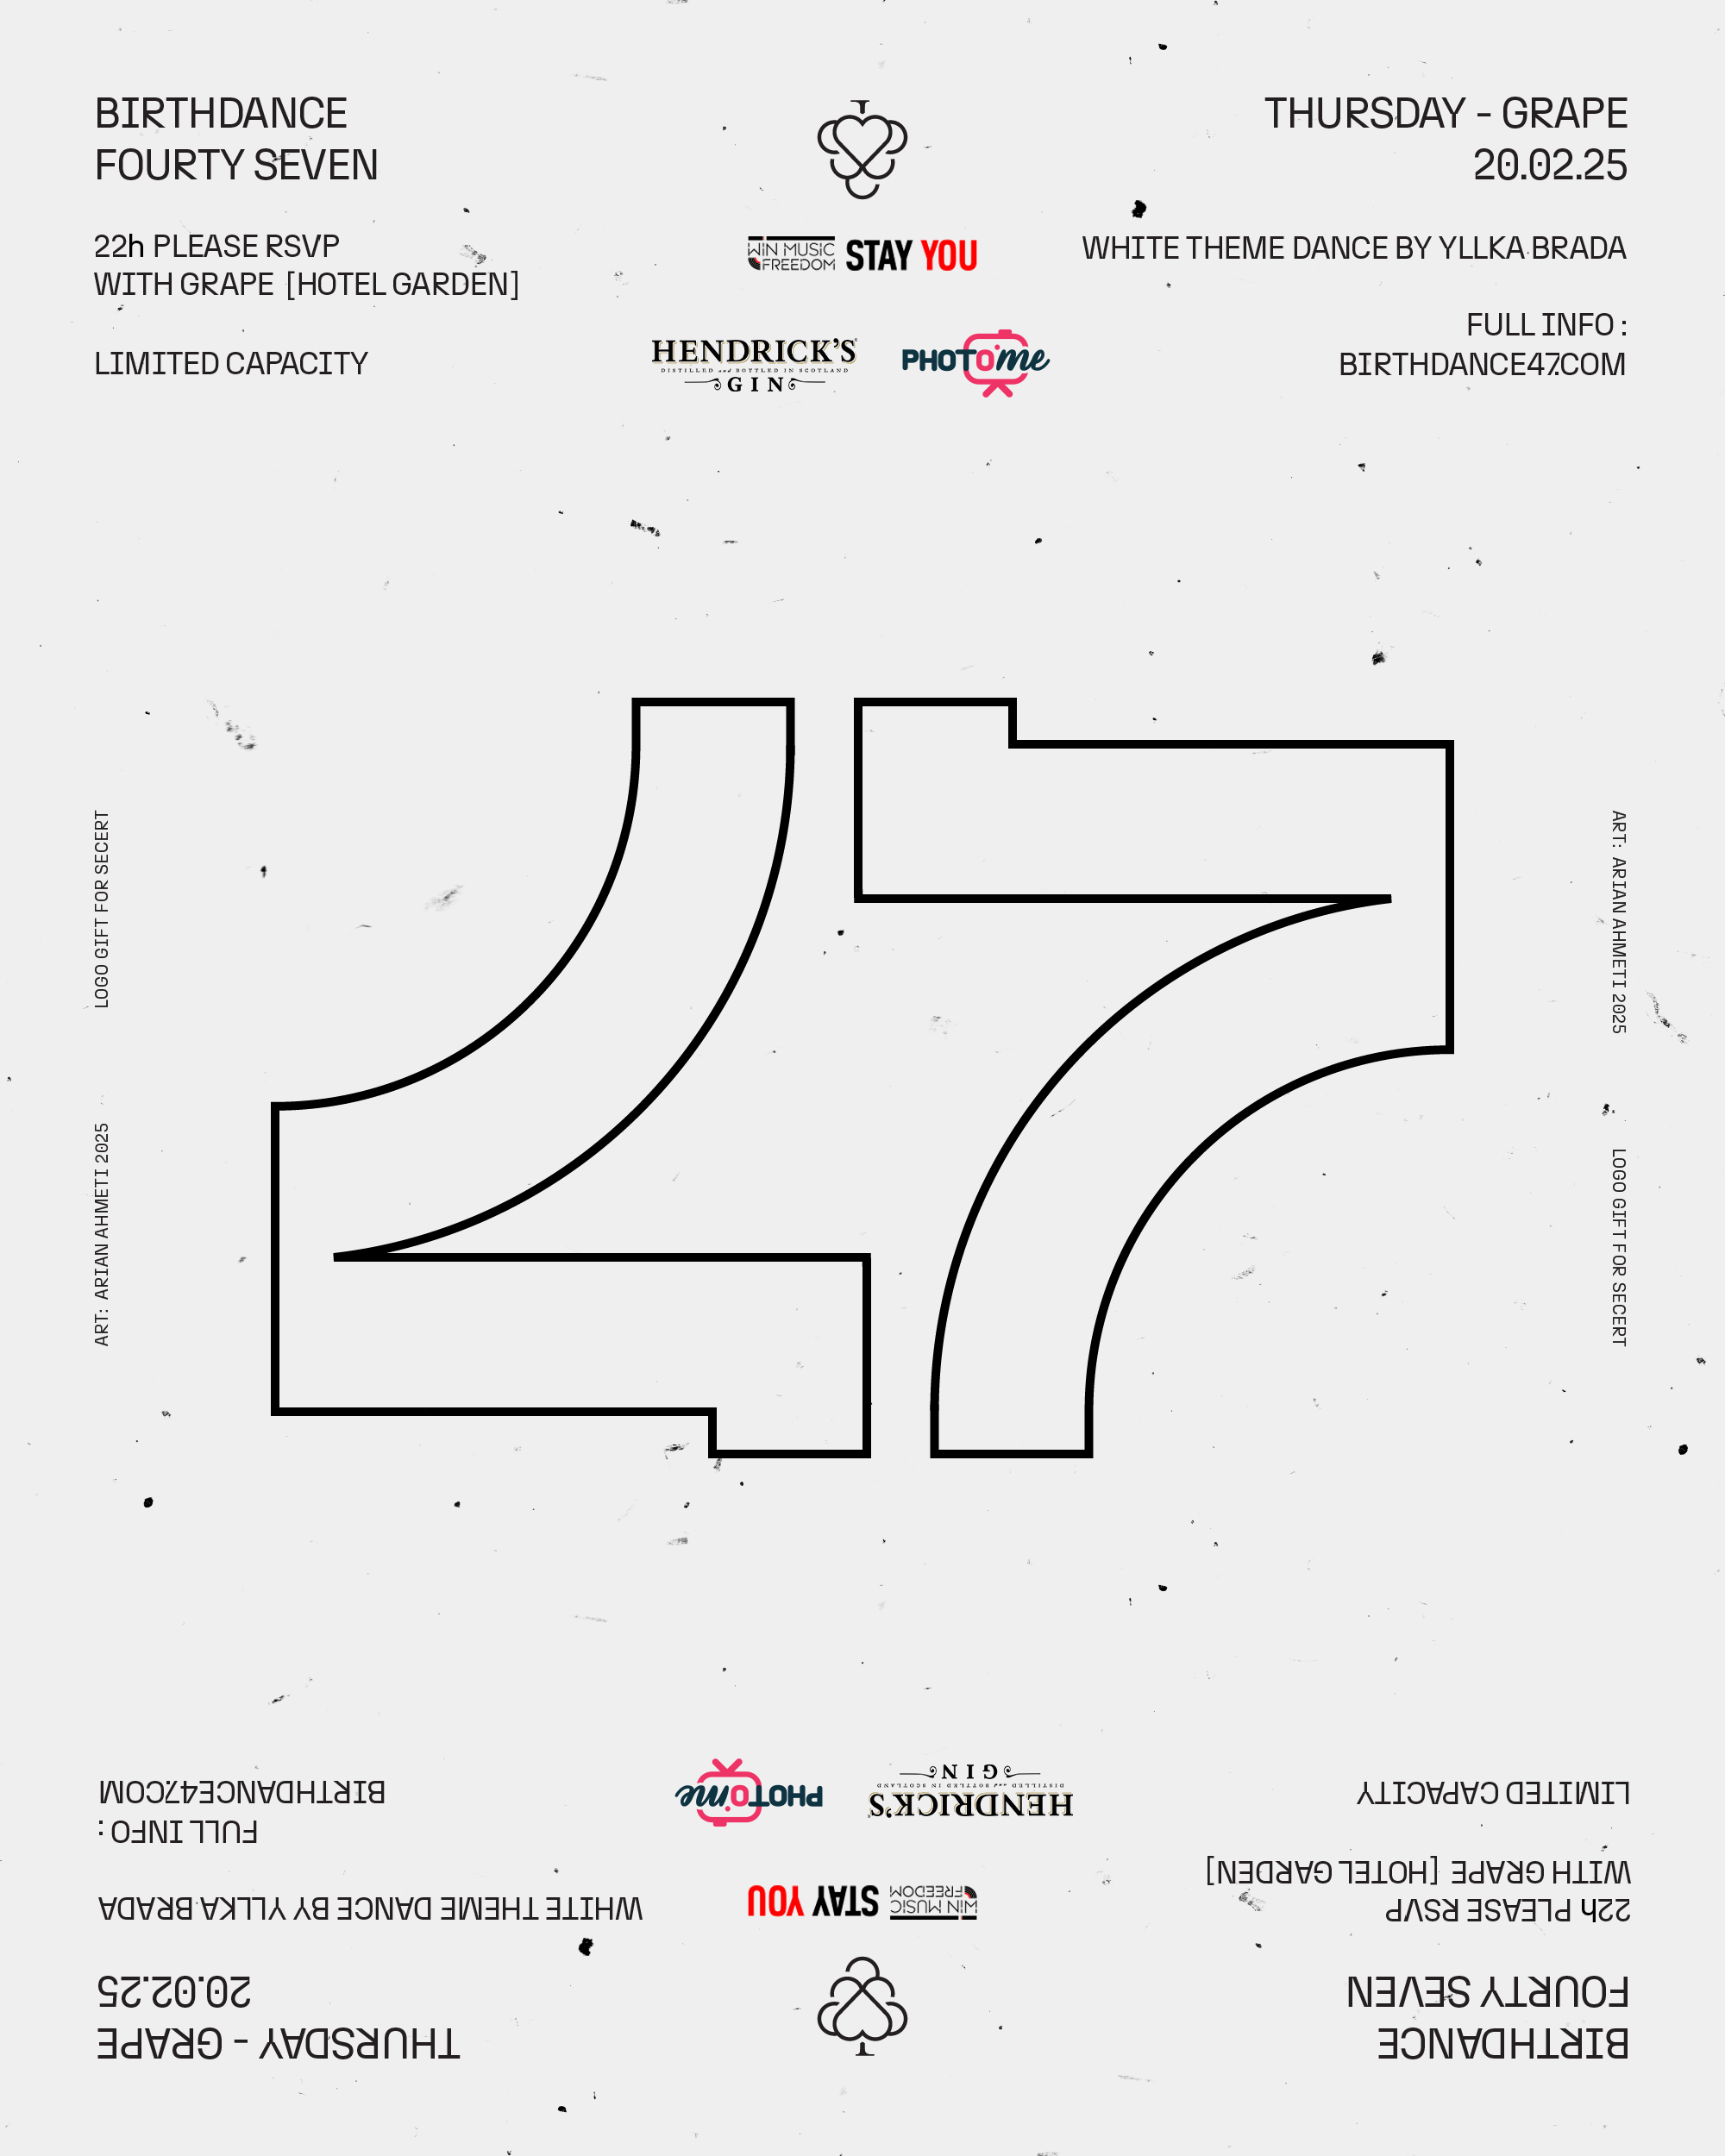 BIRTHDANCE
FOURTY SEVEN
22h PLEASE RSVP
WITH GRAPE [HOTEL GARDEN]
LIMITED CAPACITY
WIN MUSIC
FREEDOM
STAY YOU
HENDRICK'S
DISTILLED and BOTTLED IN SCOTLAND
GIN
PHOTOme
THURSDAY - GRAPE
20.02.25
WHITE THEME DANCE BY YLLKA BRADA
FULL INFO :
BIRTHDANCE47.COM
LOGO GIFT FOR SECERT
ART: ARIAN AHMETI 2025
47
ART: ARIAN AHMETI 2025
LOGO GIFT FOR SECERT
BIRTHDANCE
FOURTY SEVEN
22h PLEASE RSVP
WITH GRAPE [HOTEL GARDEN]
LIMITED CAPACITY
WIN MUSIC
FREEDOM
STAY YOU
HENDRICK'S
DISTILLED and BOTTLED IN SCOTLAND
GIN
PHOTOme
THURSDAY - GRAPE
20.02.25
WHITE THEME DANCE BY YLLKA BRADA
FULL INFO :
BIRTHDANCE47.COM